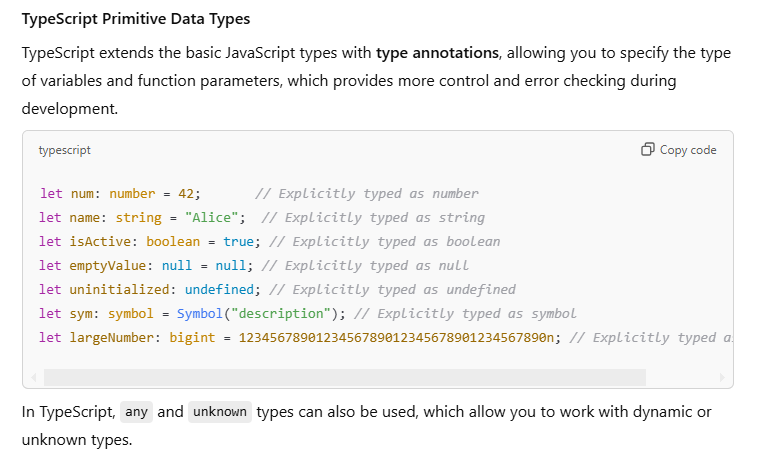 TypeScript Primitive Data Types
TypeScript extends the basic JavaScript types with type annotations, allowing you to specify the type
of variables and function parameters, which provides more control and error checking during
development.
typescript
Copy code
let num: number = 42;       // Explicitly typed as number
let name: string = "Alice";  // Explicitly typed as string
let isActive: boolean = true; // Explicitly typed as boolean
let emptyValue: null = null; // Explicitly typed as null
let uninitialized: undefined; // Explicitly typed as undefined
let sym: symbol = Symbol("description"); // Explicitly typed as symbol
let largeNumber: bigint = 1234567890123456789012345678901234567890n; // Explicitly typed
In TypeScript, any and unknown types can also be used, which allow you to work with dynamic or
unknown types.